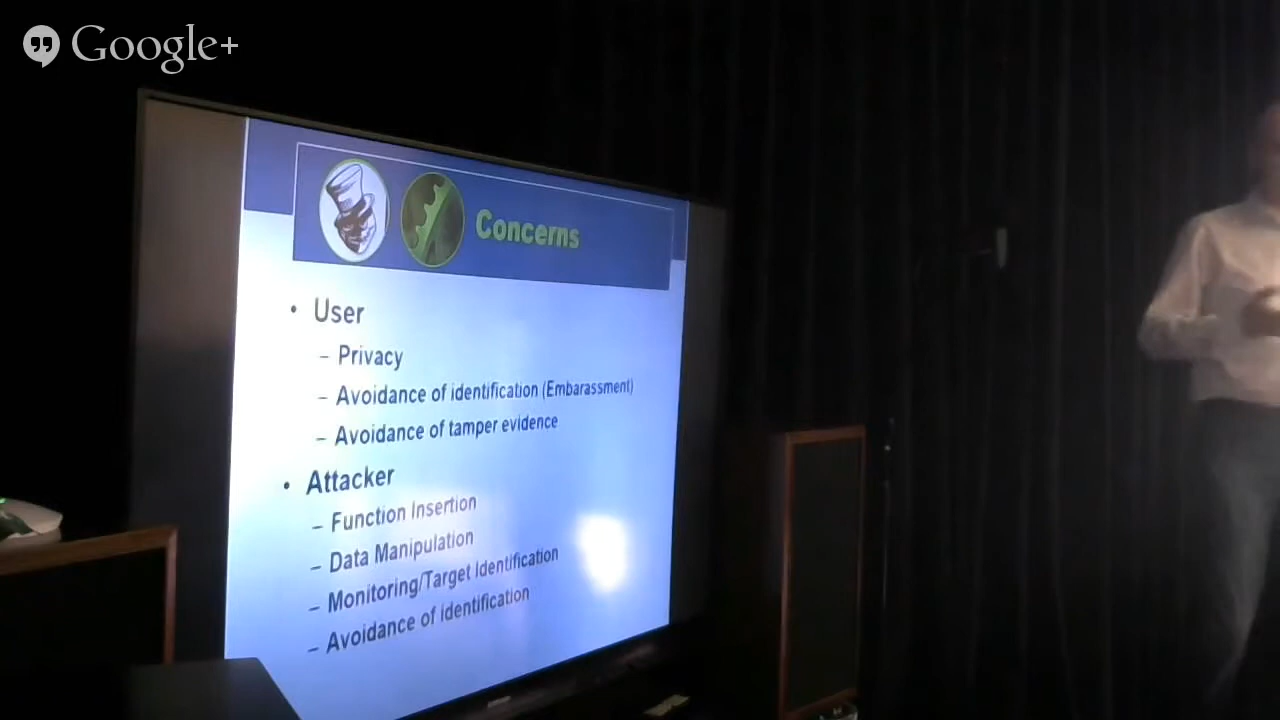 Google+
Concerns
• User
– Privacy
– Avoidance of identification (Embarassment)
– Avoidance of tamper evidence
• Attacker
– Function Insertion
– Data Manipulation
– Monitoring/Target Identification
– Avoidance of identification